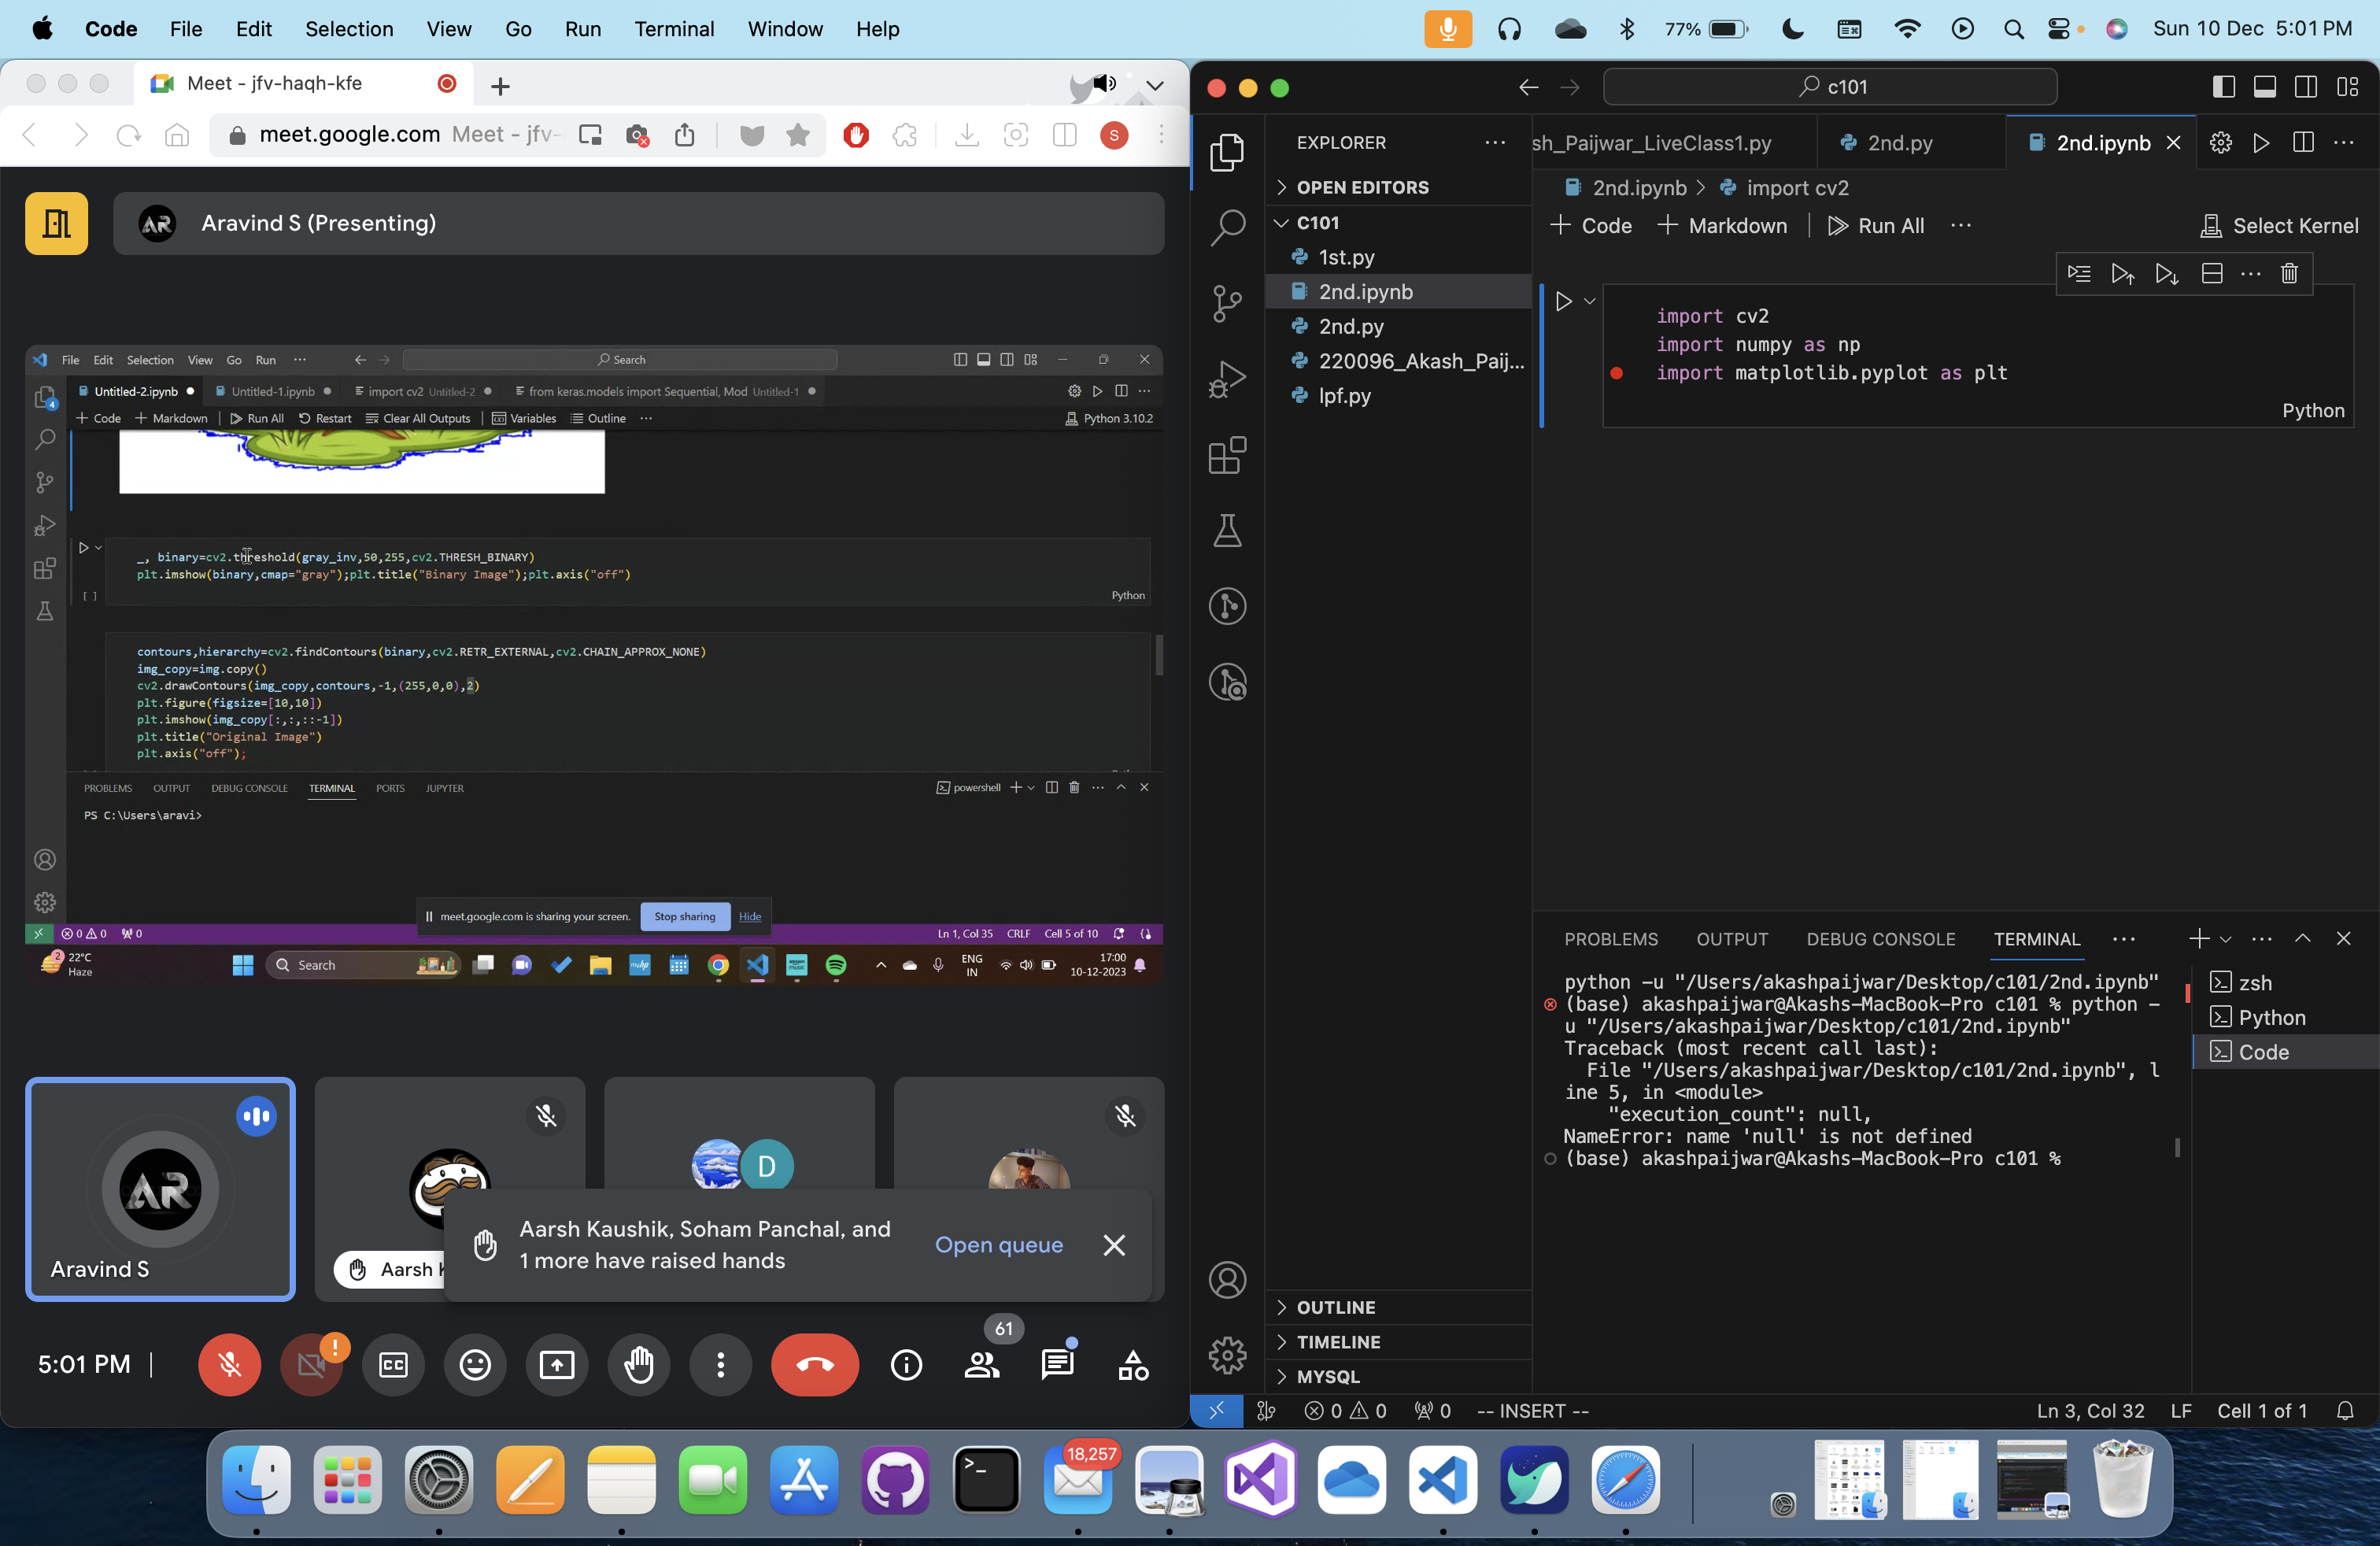 Code File Edit Selection View Go Run Terminal Window Help 77% Sun 10 Dec 5:01 PM
Meet - jfv-haqh-kfe
meet.google.com Meet - jfv- S
AR Aravind S (Presenting)
File Edit Selection View Go Run ··· Search
Untitled-2.ipynb Untitled-1.ipynb import cv2 Untitled-2 from keras.models import Sequential, Mod Untitled-1
4
+ Code + Markdown Run All Restart Clear All Outputs Variables Outline ··· Python 3.10.2
_, binary=cv2.threshold(gray_inv,50,255,cv2.THRESH_BINARY)
plt.imshow(binary,cmap="gray");plt.title("Binary Image");plt.axis("off")
[ ]
Python
contours,hierarchy=cv2.findContours(binary,cv2.RETR_EXTERNAL,cv2.CHAIN_APPROX_NONE)
img_copy=img.copy()
cv2.drawContours(img_copy,contours,-1,(255,0,0),2)
plt.figure(figsize=[10,10])
plt.imshow(img_copy[:,:,::-1])
plt.title("Original Image")
plt.axis("off");
PROBLEMS OUTPUT DEBUG CONSOLE TERMINAL PORTS JUPYTER powershell
PS C:\Users\aravi>
meet.google.com is sharing your screen. Stop sharing Hide
0 0 0 Ln 1, Col 35 CRLF Cell 5 of 10
2 22°C
Haze
Search
myhp
ENG
IN
17:00
10-12-2023
AR
Aravind S
D
Aarsh
Aarsh Kaushik, Soham Panchal, and
1 more have raised hands
Open queue
5:01 PM
!
CC
61
c101
sh_Paijwar_LiveClass1.py 2nd.py 2nd.ipynb
EXPLORER
OPEN EDITORS
C101
1st.py
2nd.ipynb
2nd.py
220096_Akash_Paij...
lpf.py
OUTLINE
TIMELINE
MYSQL
2nd.ipynb > import cv2
+ Code + Markdown Run All ··· Select Kernel
import cv2
import numpy as np
import matplotlib.pyplot as plt
Python
PROBLEMS OUTPUT DEBUG CONSOLE TERMINAL ···
python -u "/Users/akashpaijwar/Desktop/c101/2nd.ipynb"
(base) akashpaijwar@Akashs-MacBook-Pro c101 % python -
u "/Users/akashpaijwar/Desktop/c101/2nd.ipynb"
Traceback (most recent call last):
File "/Users/akashpaijwar/Desktop/c101/2nd.ipynb", l
ine 5, in <module>
"execution_count": null,
NameError: name 'null' is not defined
(base) akashpaijwar@Akashs-MacBook-Pro c101 %
zsh
Python
Code
0 0 0 -- INSERT -- Ln 3, Col 32 LF Cell 1 of 1
18,257